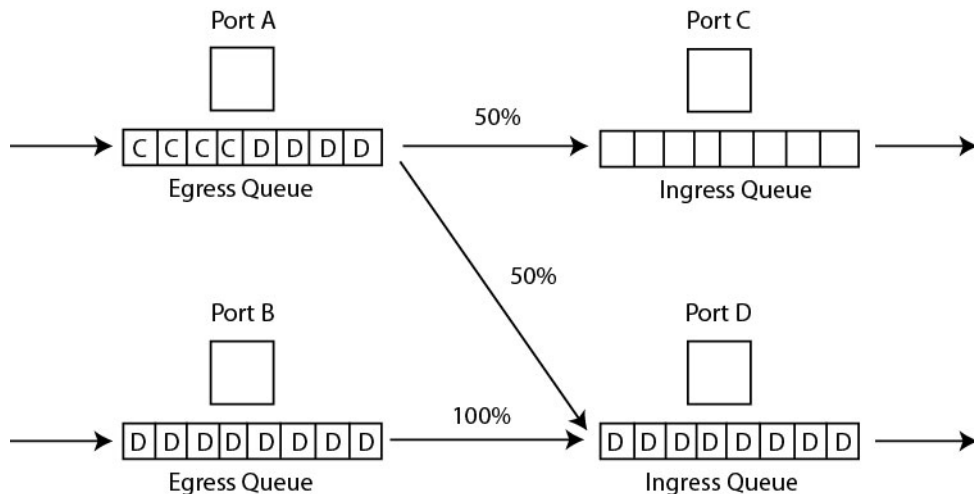 Port A
Port C
50%
C C C C D D D D
Egress Queue
Ingress Queue
50%
Port B
Port D
100%
D D D D D D D D
D D D D D D D D
Egress Queue
Ingress Queue